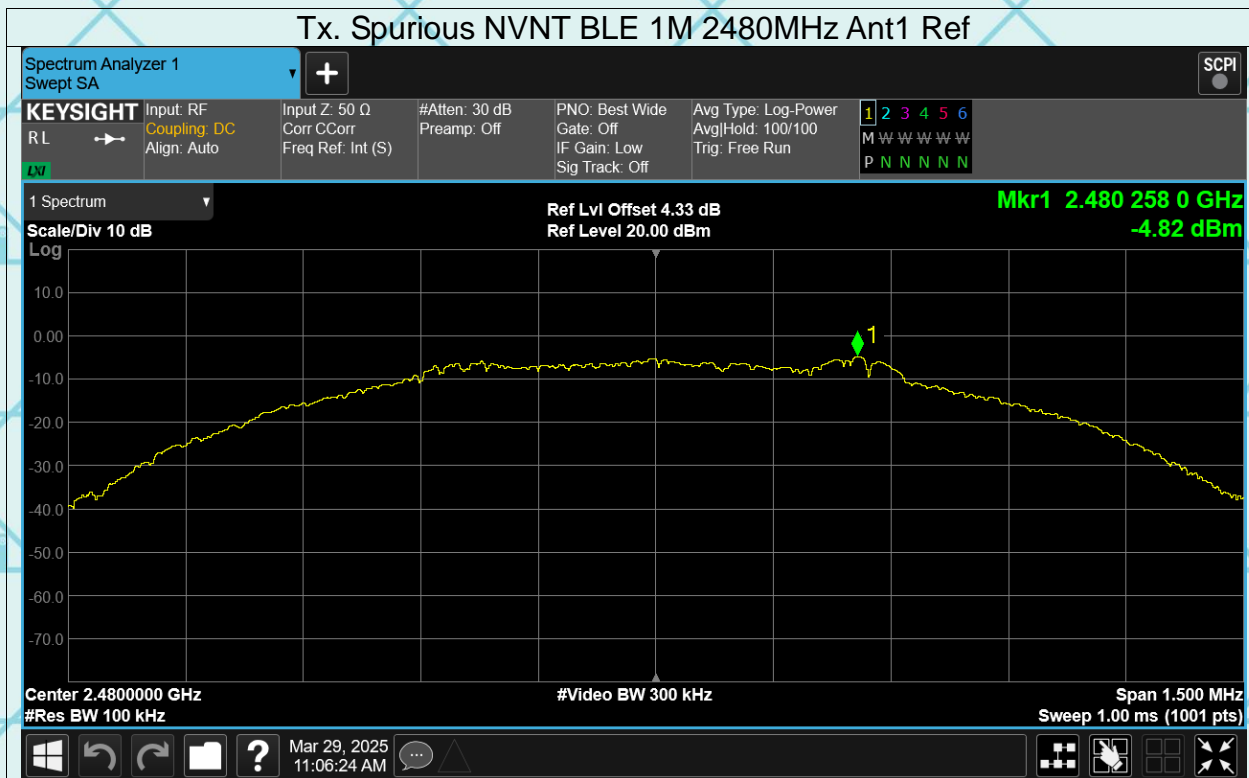 Tx. Spurious NVNT BLE 1M 2480MHz Ant1 Ref
Spectrum Analyzer 1
Swept SA
SCPI
KEYSIGHT
RL
LXI
Input: RF
Coupling: DC
Align: Auto
Input Z: 50 Ω
Corr CCorr
Freq Ref: Int (S)
#Atten: 30 dB
Preamp: Off
PNO: Best Wide
Gate: Off
IF Gain: Low
Sig Track: Off
Avg Type: Log-Power
Avg|Hold: 100/100
Trig: Free Run
1 2 3 4 5 6
M W W W W W
P N N N N N
1 Spectrum
Scale/Div 10 dB
Ref Lvl Offset 4.33 dB
Ref Level 20.00 dBm
Mkr1 2.480 258 0 GHz
-4.82 dBm
Log
10.0
0.00
-10.0
-20.0
-30.0
-40.0
-50.0
-60.0
-70.0
1
Center 2.4800000 GHz
#Res BW 100 kHz
#Video BW 300 kHz
Span 1.500 MHz
Sweep 1.00 ms (1001 pts)
?
Mar 29, 2025
11:06:24 AM